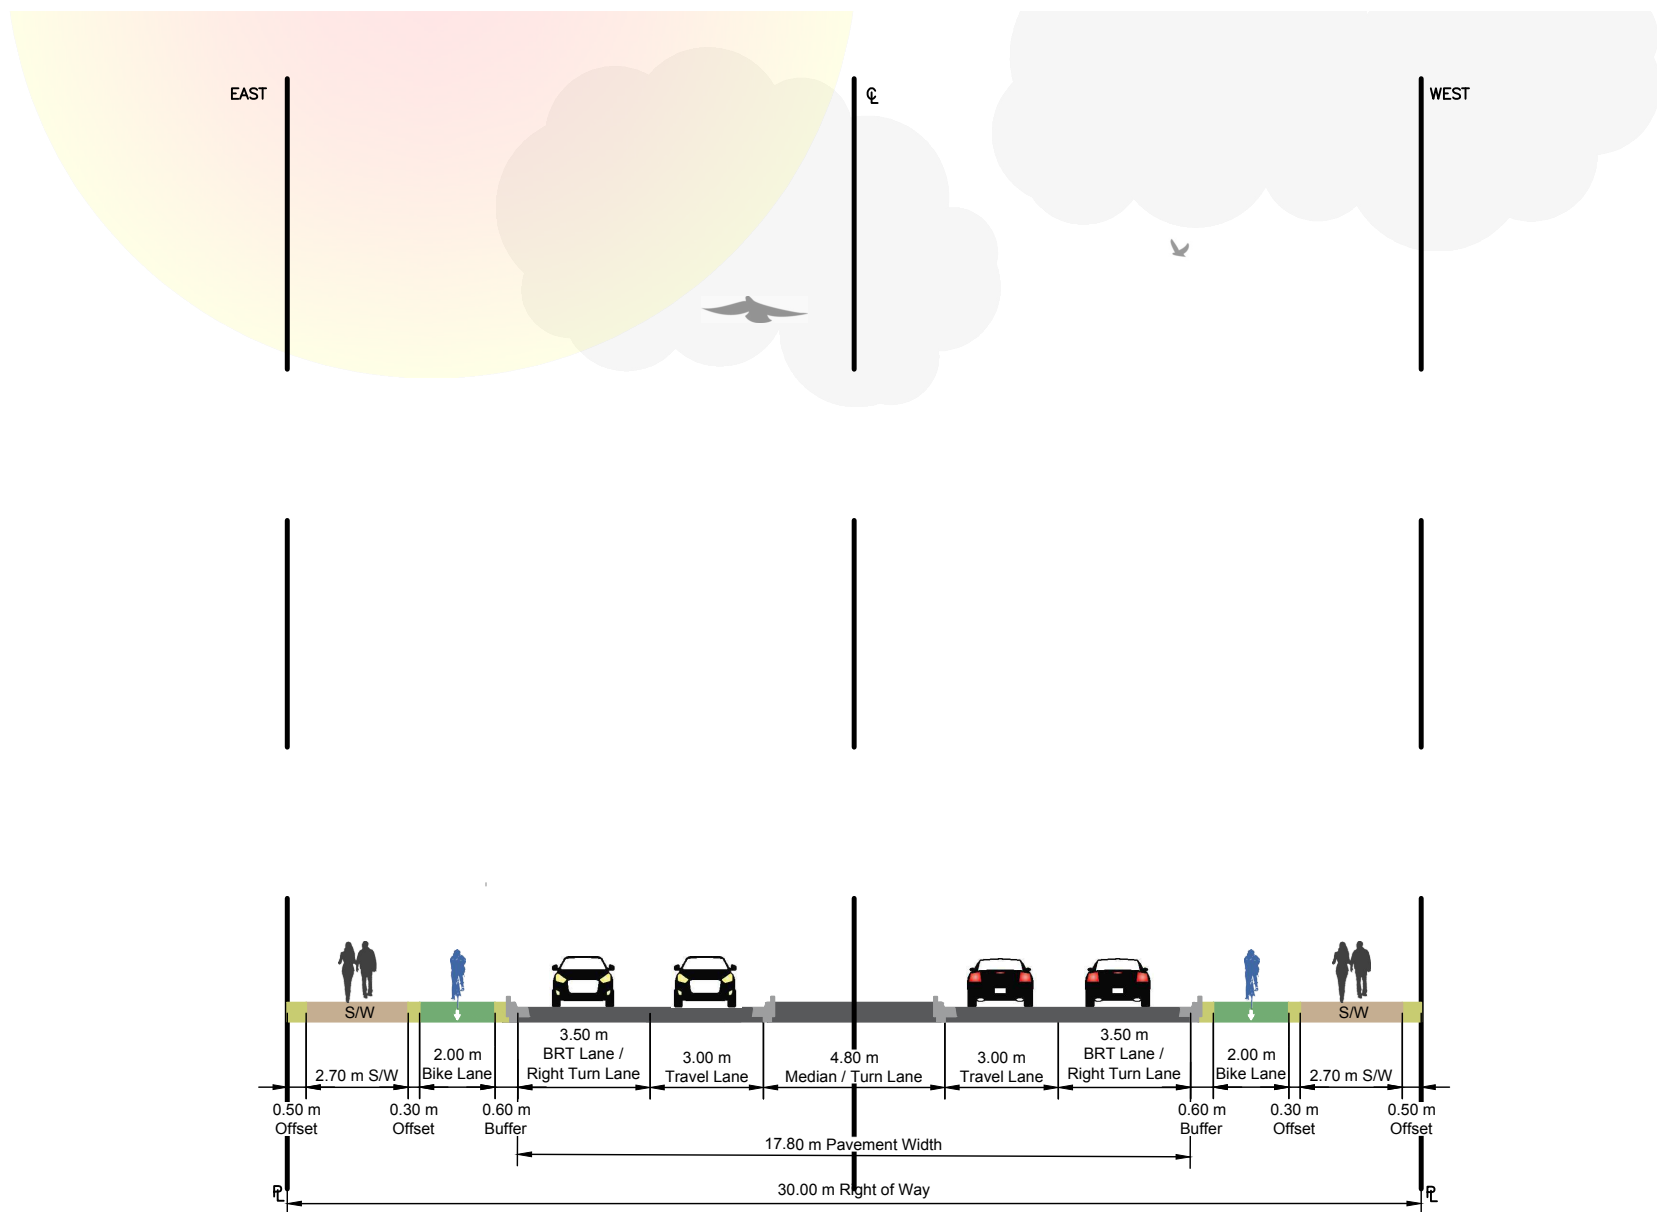 EAST
CL
WEST
S/W
S/W
3.50 m
BRT Lane /
Right Turn Lane
3.00 m
Travel Lane
4.80 m
Median / Turn Lane
3.00 m
Travel Lane
3.50 m
BRT Lane /
Right Turn Lane
2.70 m S/W
2.00 m
Bike Lane
2.00 m
Bike Lane
2.70 m S/W
0.50 m
Offset
0.30 m
Offset
0.60 m
Buffer
0.60 m
Buffer
0.30 m
Offset
0.50 m
Offset
17.80 m Pavement Width
PL
30.00 m Right of Way
PL